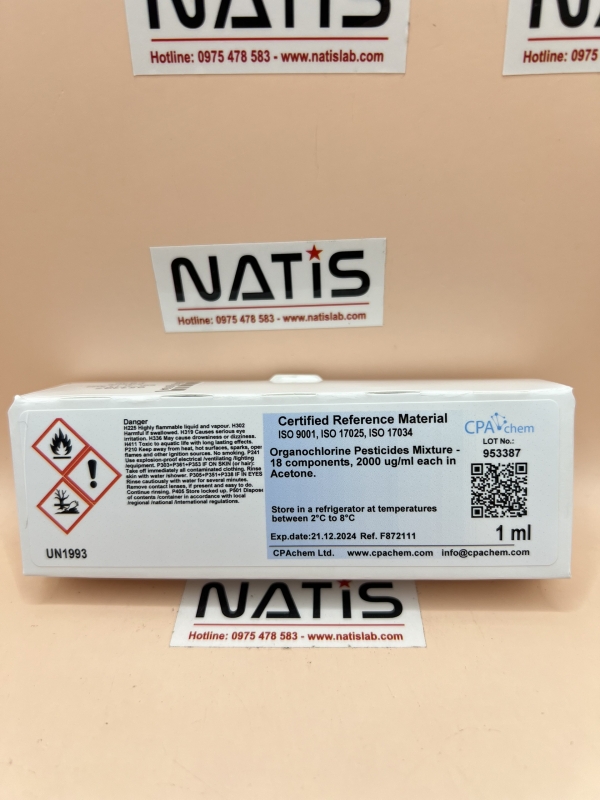 NATIS
Hotline: 0975 478 583 - www.natislab.com
Hotline: 0975
NATIS
Hotline: 0975 478 583 - www.natislab.com
Danger
H225 Highly flammable liquid and vapour. H302
Harmful if swallowed. H319 Causes serious eye
irritation. H336 May cause drowsiness or dizziness.
H411 Toxic to aquatic life with long lasting effects.
P210 Keep away from heat, hot surfaces, sparks, open
flames and other ignition sources. No smoking. P241
Use explosion-proof electrical /ventilating /lighting
/equipment. P303+P361+P353 IF ON SKIN (or hair):
Take off immediately all contaminated clothing. Rinse
skin with water /shower. P305+P351+P338 IF IN EYES
Rinse cautiously with water for several minutes.
Remove contact lenses, if present and easy to do.
Continue rinsing. P405 Store locked up. P501 Dispose
of contents /container in accordance with local
/regional /national /international regulations.
UN1993
Certified Reference Material
ISO 9001, ISO 17025, ISO 17034
Organochlorine Pesticides Mixture -
18 components, 2000 ug/ml each in
Acetone.
Store in a refrigerator at temperatures
between 2°C to 8°C
Exp.date:21.12.2024 Ref. F872111
CPAchem Ltd. www.cpachem.com info@cpachem.com
CPAchem
LOT No.:
953387
1 ml
NATIS
Hotline: 0975 478 583 - www.natislab.com